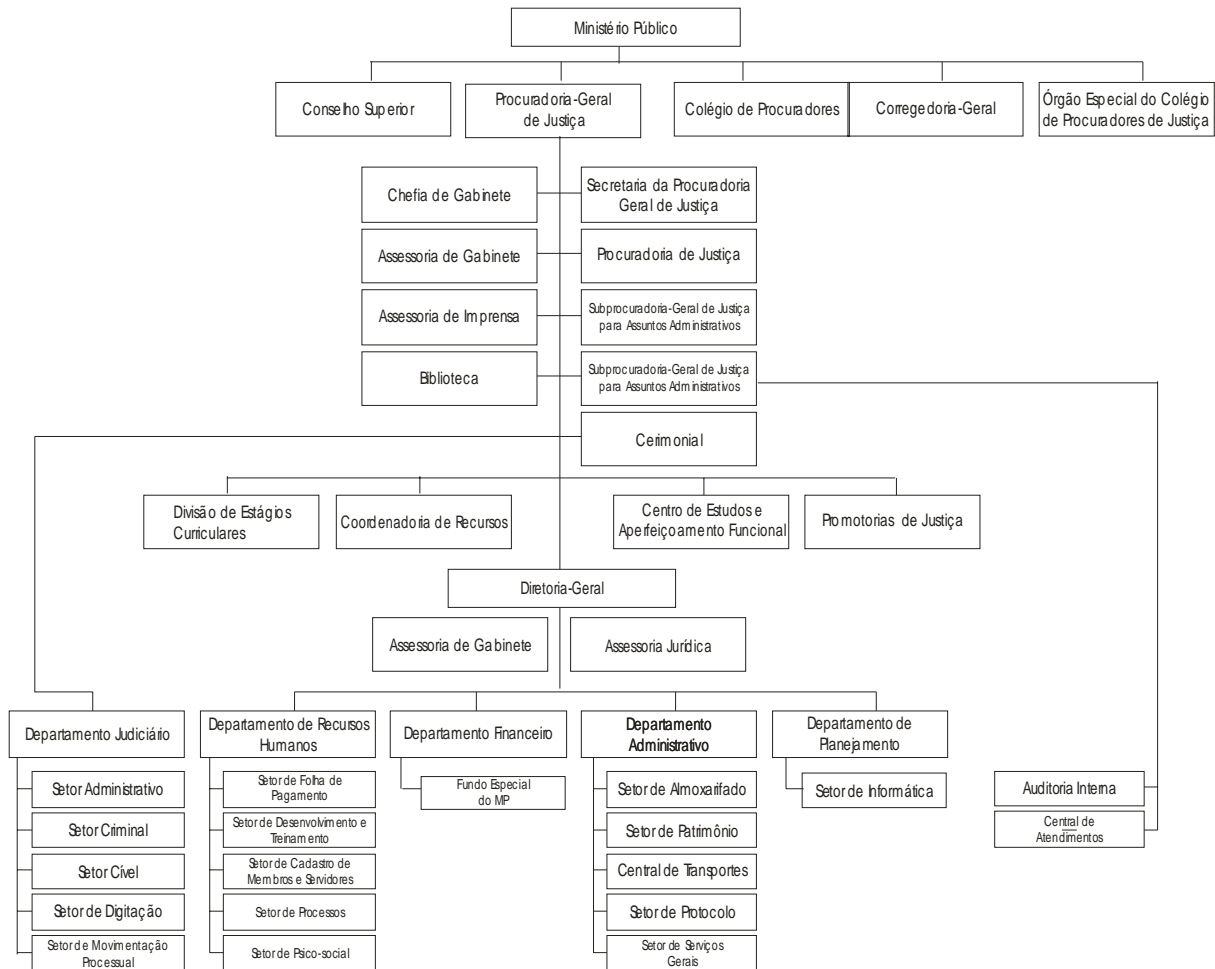 Ministério Público
Conselho Superior
Procuradoria-Geral
de Justiça
Colégio de Procuradores
Corregedoria-Geral
Órgão Especial do Colégio
de Procuradores de Justiça
Chefia de Gabinete
Secretaria da Procuradoria
Geral de Justiça
Assessoria de Gabinete
Procuradoria de Justiça
Assessoria de Imprensa
Subprocuradoria-Geral de Justiça
para Assuntos Administrativos
Biblioteca
Subprocuradoria-Geral de Justiça
para Assuntos Administrativos
Cerimonial
Divisão de Estágios
Curriculares
Coordenadoria de Recursos
Centro de Estudos e
Aperfeiçoamento Funcional
Promotorias de Justiça
Diretoria-Geral
Assessoria de Gabinete
Assessoria Jurídica
Departamento Judiciário
Departamento de Recursos
Humanos
Departamento Financeiro
Departamento
Administrativo
Departamento de
Planejamento
Setor Administrativo
Setor Criminal
Setor Cível
Setor de Digitação
Setor de Movimentação
Processual
Setor de Folha de
Pagamento
Setor de Desenvolvimento e
Treinamento
Setor de Cadastro de
Membros e Servidores
Setor de Processos
Setor de Psico-social
Fundo Especial
do MP
Setor de Almoxarifado
Setor de Patrimônio
Central de Transportes
Setor de Protocolo
Setor de Serviços
Gerais
Setor de Informática
Auditoria Interna
Central de
Atendimentos